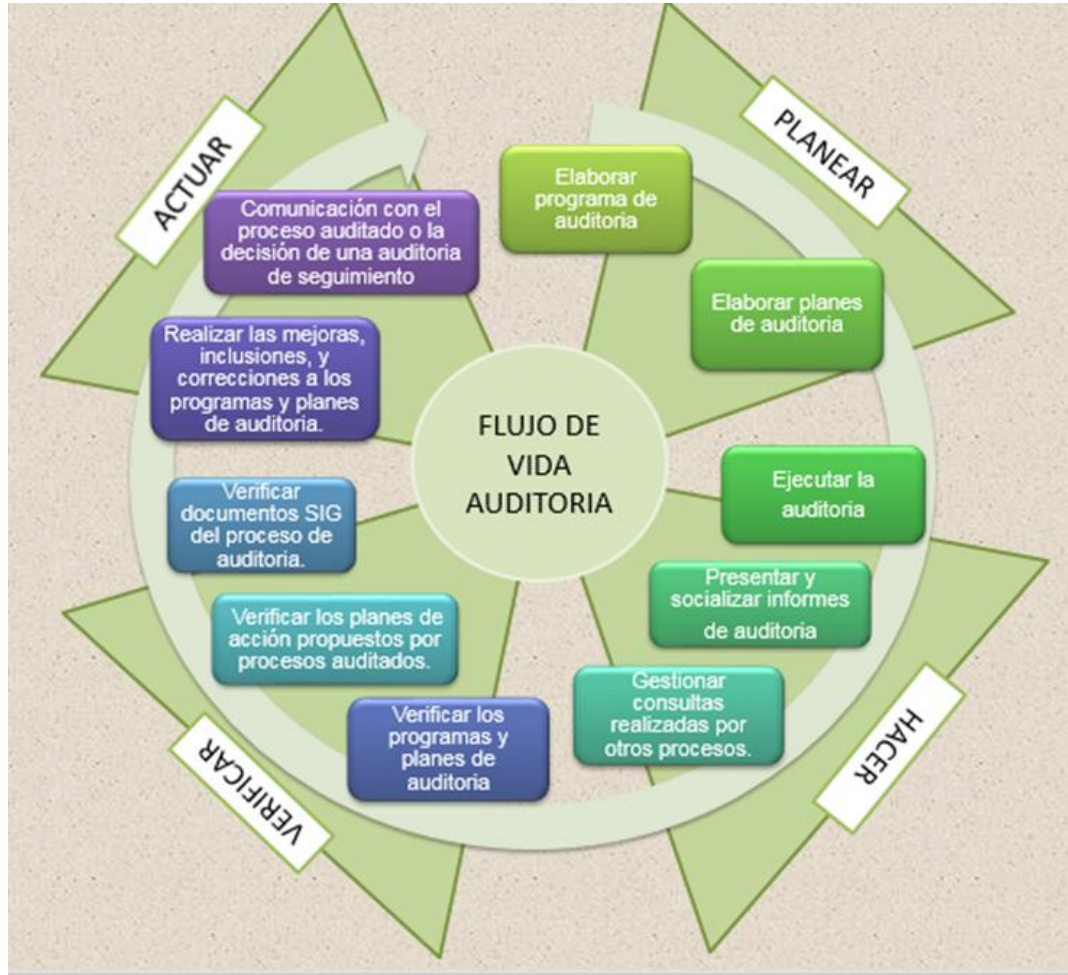 PLANEAR
Elaborar
programa de
auditoria
Elaborar planes
de auditoria
HACER
Ejecutar la
auditoria
Presentar y
socializar informes
de auditoria
Gestionar
consultas
realizadas por
otros procesos.
VERIFICAR
Verificar los
programas y
planes de
auditoria
Verificar los planes de
acción propuestos por
procesos auditados.
Verificar
documentos SIG
del proceso de
auditoria.
ACTUAR
Realizar las mejoras,
inclusiones, y
correcciones a los
programas y planes
de auditoria.
Comunicación con el
proceso auditado o la
decisión de una auditoria
de seguimiento
FLUJO DE
VIDA
AUDITORIA